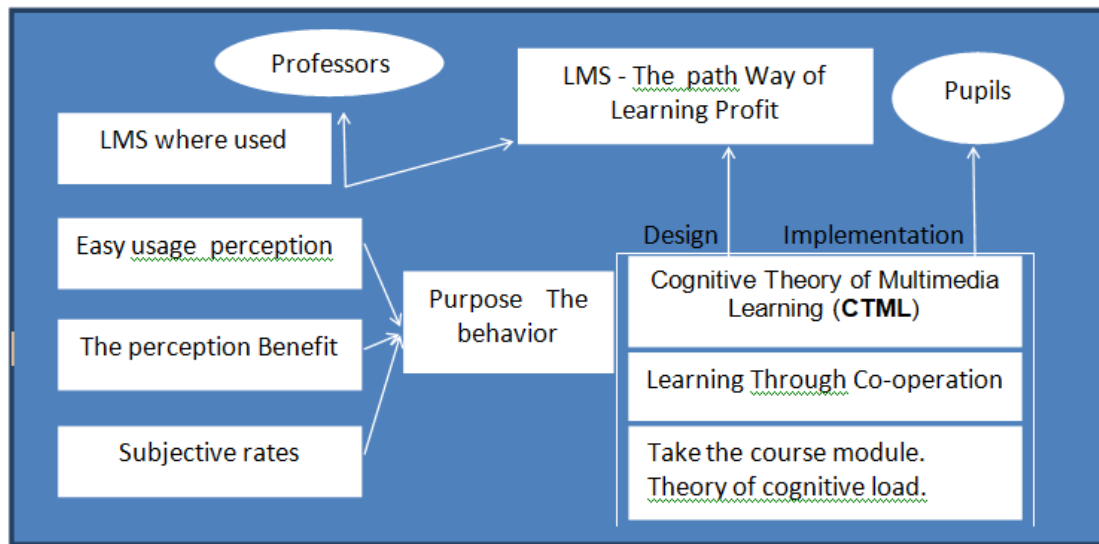 Professors
LMS - The path Way of
Learning Profit
Pupils
LMS where used
Easy usage perception
The perception Benefit
Subjective rates
Purpose The
behavior
Design
Implementation
Cognitive Theory of Multimedia
Learning (CTML)
Learning Through Co-operation
Take the course module.
Theory of cognitive load.